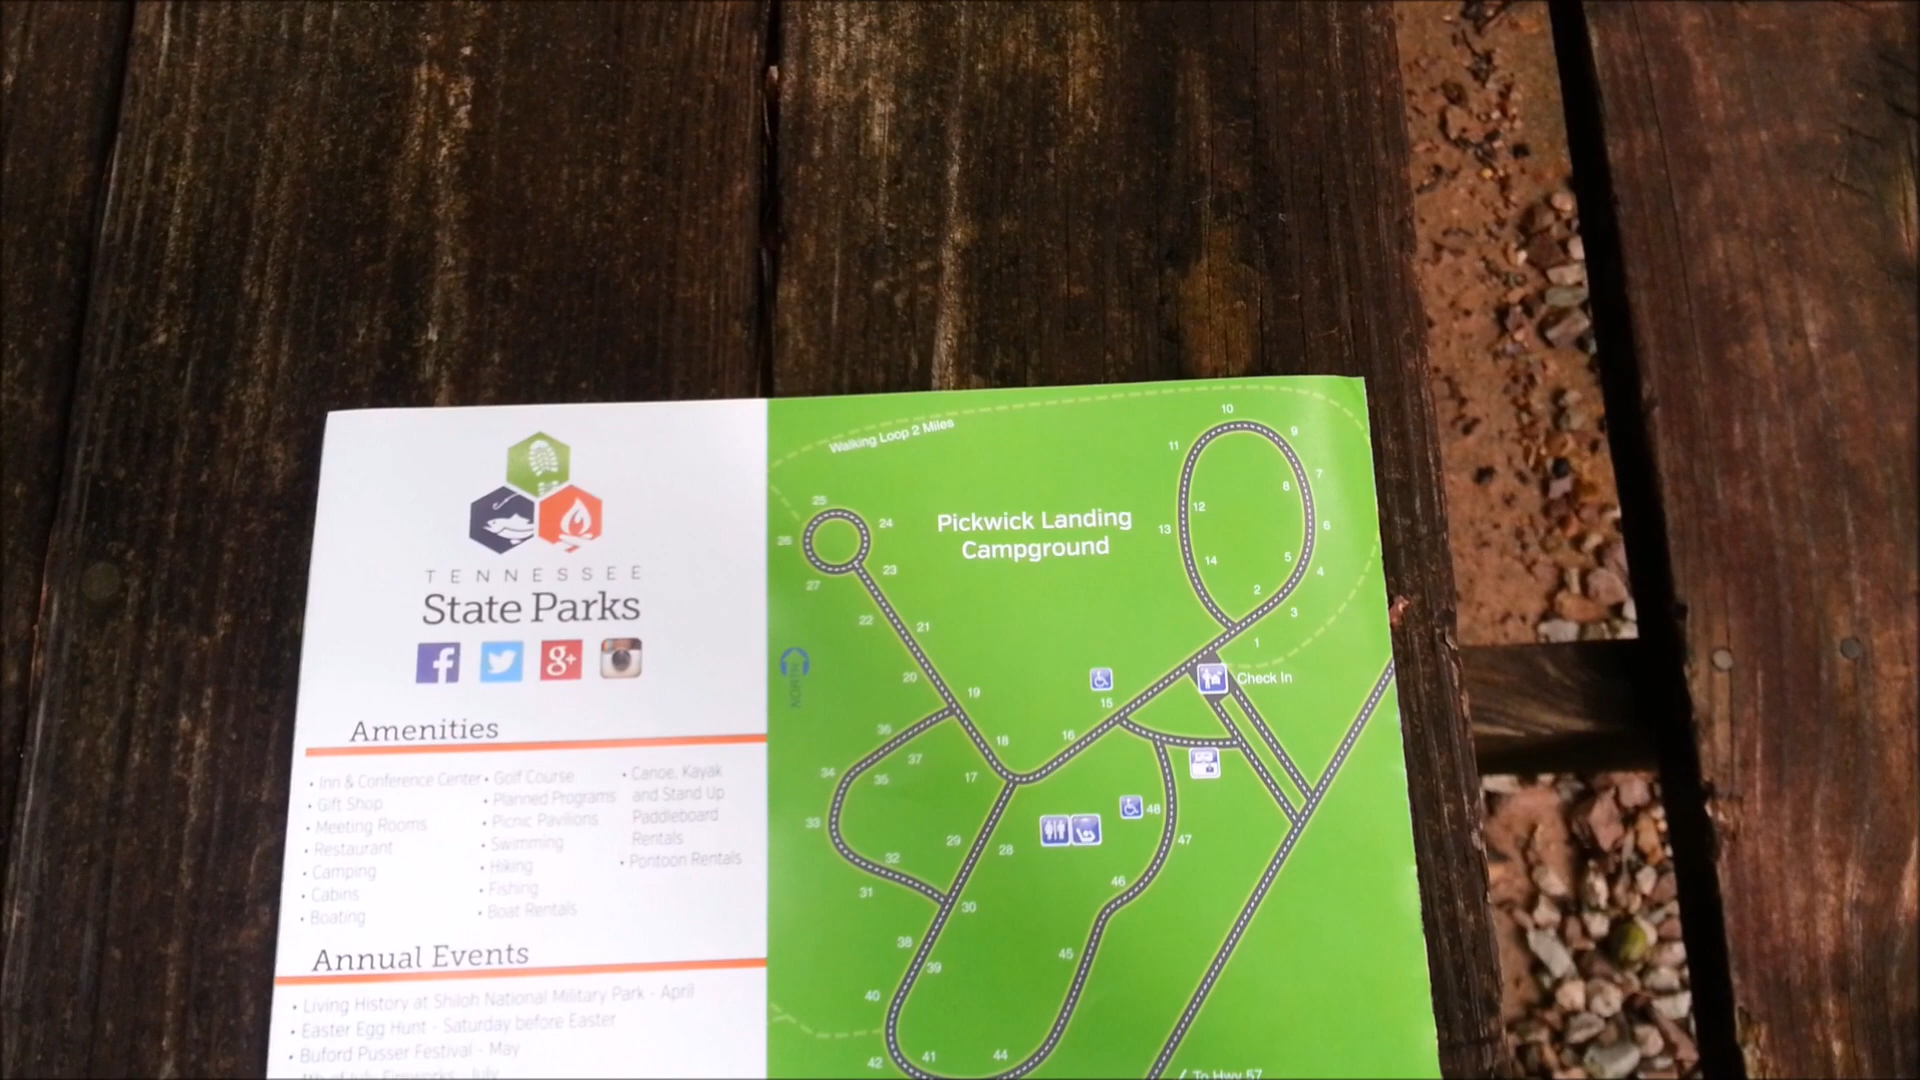 TENNESSEE
State Parks
f
g+
Amenities
• Inn & Conference Center
• Gift Shop
• Meeting Rooms
• Restaurant
• Camping
• Cabins
• Boating
• Golf Course
• Planned Programs
• Picnic Pavilions
• Swimming
• Hiking
• Fishing
• Boat Rentals
• Canoe, Kayak
and Stand Up
Paddleboard
Rentals
• Pontoon Rentals
Annual Events
• Living History at Shiloh National Military Park - April
• Easter Egg Hunt - Saturday before Easter
• Buford Pusser Festival - May
4th of July Fireworks - July
Walking Loop 2 Miles
Pickwick Landing
Campground
10
9
11
7
8
12
13
6
14
5
4
2
3
1
25
24
26
23
27
22
21
NORTH
20
19
Check In
15
16
18
36
37
17
34
35
33
48
47
29
28
32
31
46
30
38
45
39
40
41
44
42
To Hwy 57